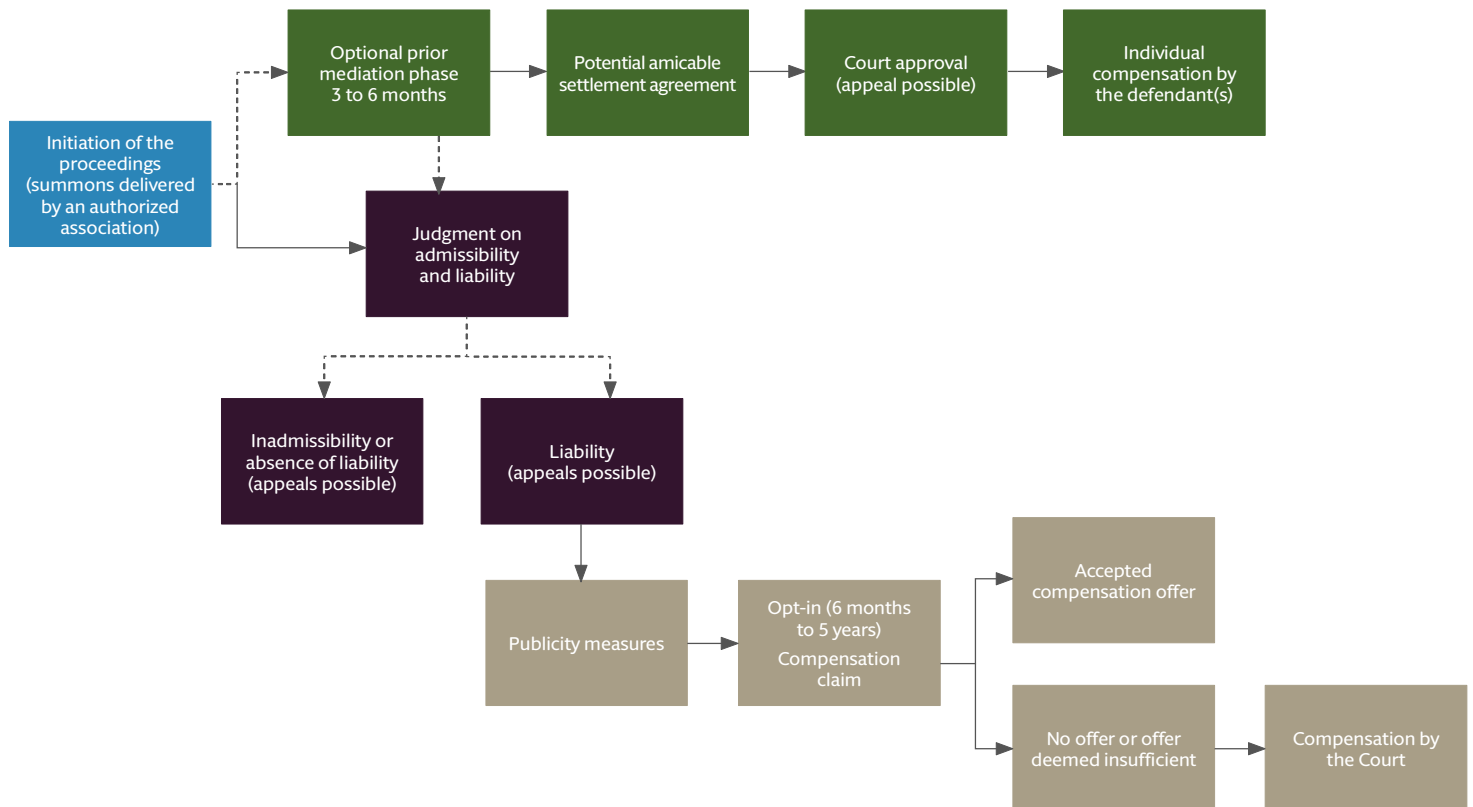 Optional prior
mediation phase
3 to 6 months
Potential amicable
settlement agreement
Court approval
(appeal possible)
Individual
compensation by
the defendant(s)
Initiation of the
proceedings
(summons delivered
by an authorized
association)
Judgment on
admissibility
and liability
Inadmissibility or
absence of liability
(appeals possible)
Liability
(appeals possible)
Publicity measures
Opt-in (6 months
to 5 years)
Compensation
claim
Accepted
compensation offer
No offer or offer
deemed insufficient
Compensation by
the Court